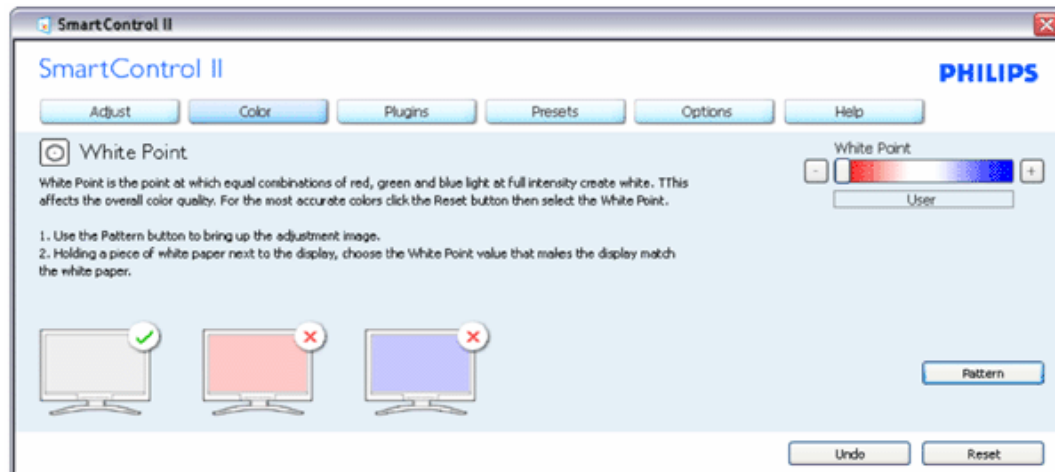 SmartControl II
SmartControl II
PHILIPS
Adjust Color Plugins Presets Options Help
White Point
White Point
- +
User
White Point is the point at which equal combinations of red, green and blue light at full intensity create white. TThis
affects the overall color quality. For the most accurate colors click the Reset button then select the White Point.
1. Use the Pattern button to bring up the adjustment image.
2. Holding a piece of white paper next to the display, choose the White Point value that makes the display match
the white paper.
Pattern
Undo Reset